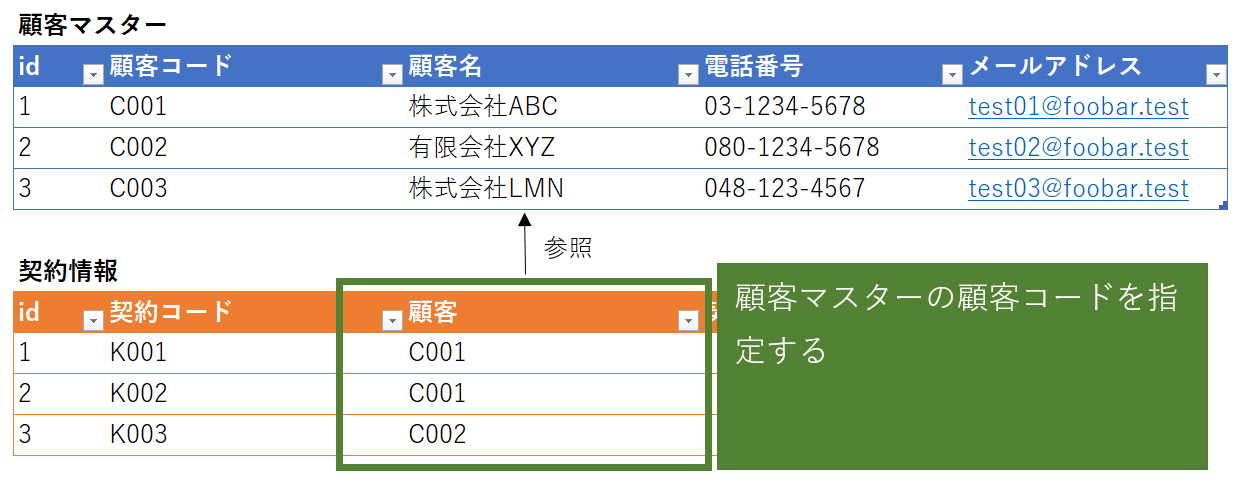 顧客マスター
id 顧客コード 顧客名 電話番号 メールアドレス
1 C001 株式会社ABC 03-1234-5678 test01@foobar.test
2 C002 有限会社XYZ 080-1234-5678 test02@foobar.test
3 C003 株式会社LMN 048-123-4567 test03@foobar.test
参照
契約情報
id 契約コード 顧客
1 K001 C001
2 K002 C001
3 K003 C002
顧客マスターの顧客コードを指
定する